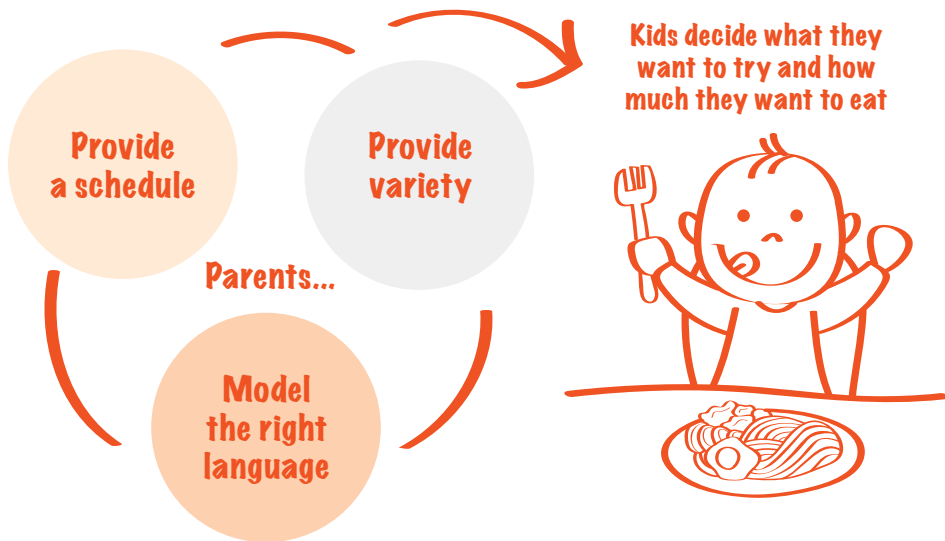 Provide
a schedule
Provide
variety
Parents...
Model
the right
language
Kids decide what they
want to try and how
much they want to eat